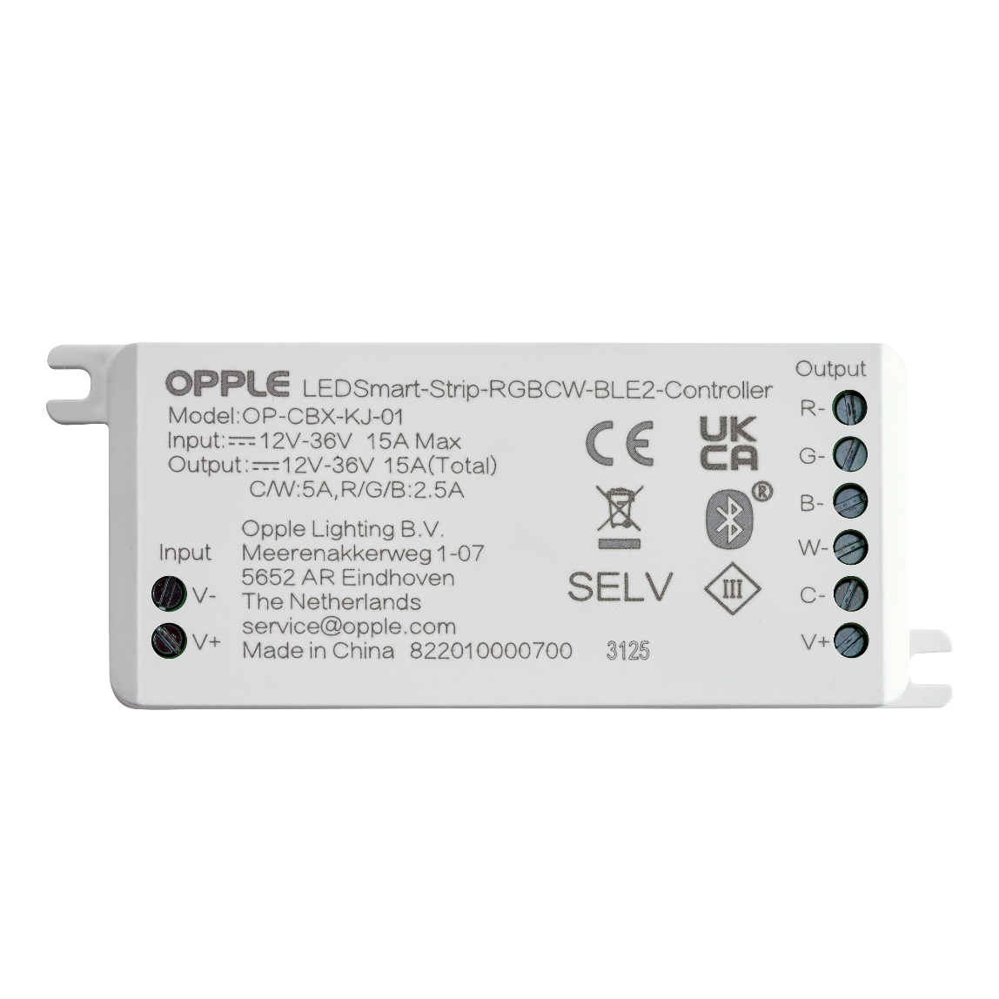 OPPLE LEDSmart-Strip-RGBCW-BLE2-Controller
Model:OP-CBX-KJ-01
Input:⎓12V-36V 15A Max
Output:⎓12V-36V 15A(Total)
C/W:5A,R/G/B:2.5A
Opple Lighting B.V.
Meerenakkerweg 1-07
5652 AR Eindhoven
The Netherlands
service@opple.com
Made in China 822010000700 3125
Input
V-
V+
CE
UK
CA
®
SELV
III
Output
R-
G-
B-
W-
C-
V+